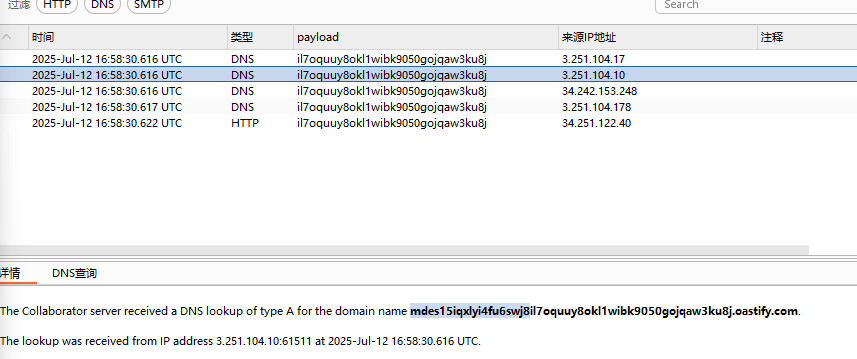 过滤 HTTP DNS SMTP Search
时间 类型 payload 来源IP地址 注释
2025-Jul-12 16:58:30.616 UTC DNS il7oquuy8okl1wibk9050gojqaw3ku8j 3.251.104.17
2025-Jul-12 16:58:30.616 UTC DNS il7oquuy8okl1wibk9050gojqaw3ku8j 3.251.104.10
2025-Jul-12 16:58:30.616 UTC DNS il7oquuy8okl1wibk9050gojqaw3ku8j 34.242.153.248
2025-Jul-12 16:58:30.617 UTC DNS il7oquuy8okl1wibk9050gojqaw3ku8j 3.251.104.178
2025-Jul-12 16:58:30.622 UTC HTTP il7oquuy8okl1wibk9050gojqaw3ku8j 34.251.122.40
详情 DNS查询
The Collaborator server received a DNS lookup of type A for the domain name mdes15iqxlyi4fu6swj8il7oquuy8okl1wibk9050gojqaw3ku8j.oastify.com.
The lookup was received from IP address 3.251.104.10:61511 at 2025-Jul-12 16:58:30.616 UTC.